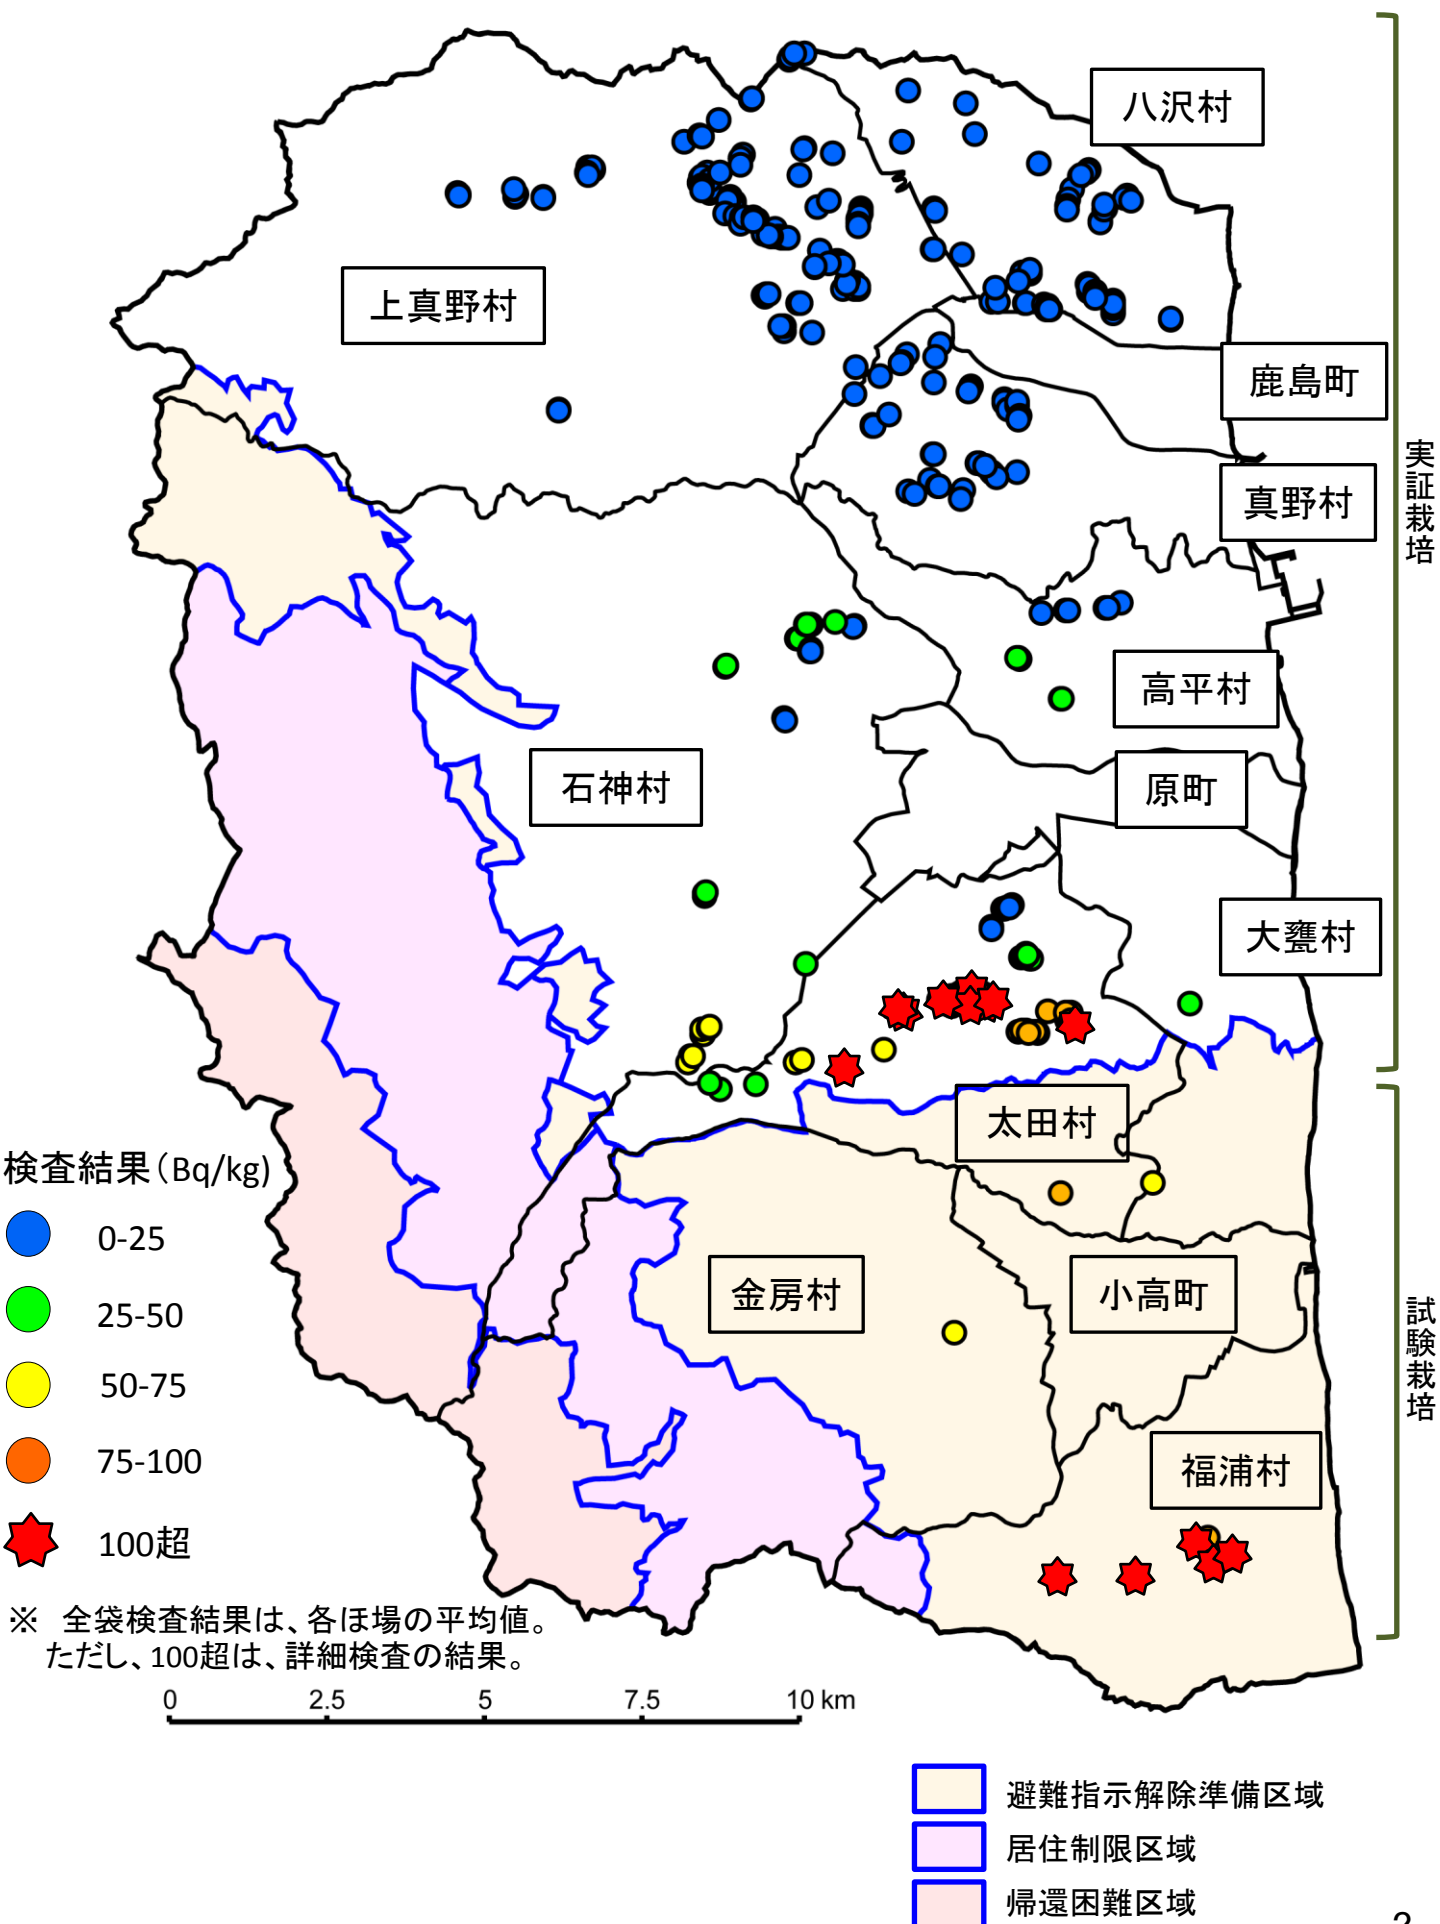 八沢村
上真野村
鹿島町
真野村
実証栽培
高平村
原町
石神村
大甕村
太田村
検査結果(Bq/kg)
0-25
25-50
50-75
75-100
100超
金房村
小高町
試験栽培
福浦村
※ 全袋検査結果は、各ほ場の平均値。
ただし、100超は、詳細検査の結果。
0 2.5 5 7.5 10 km
避難指示解除準備区域
居住制限区域
帰還困難区域